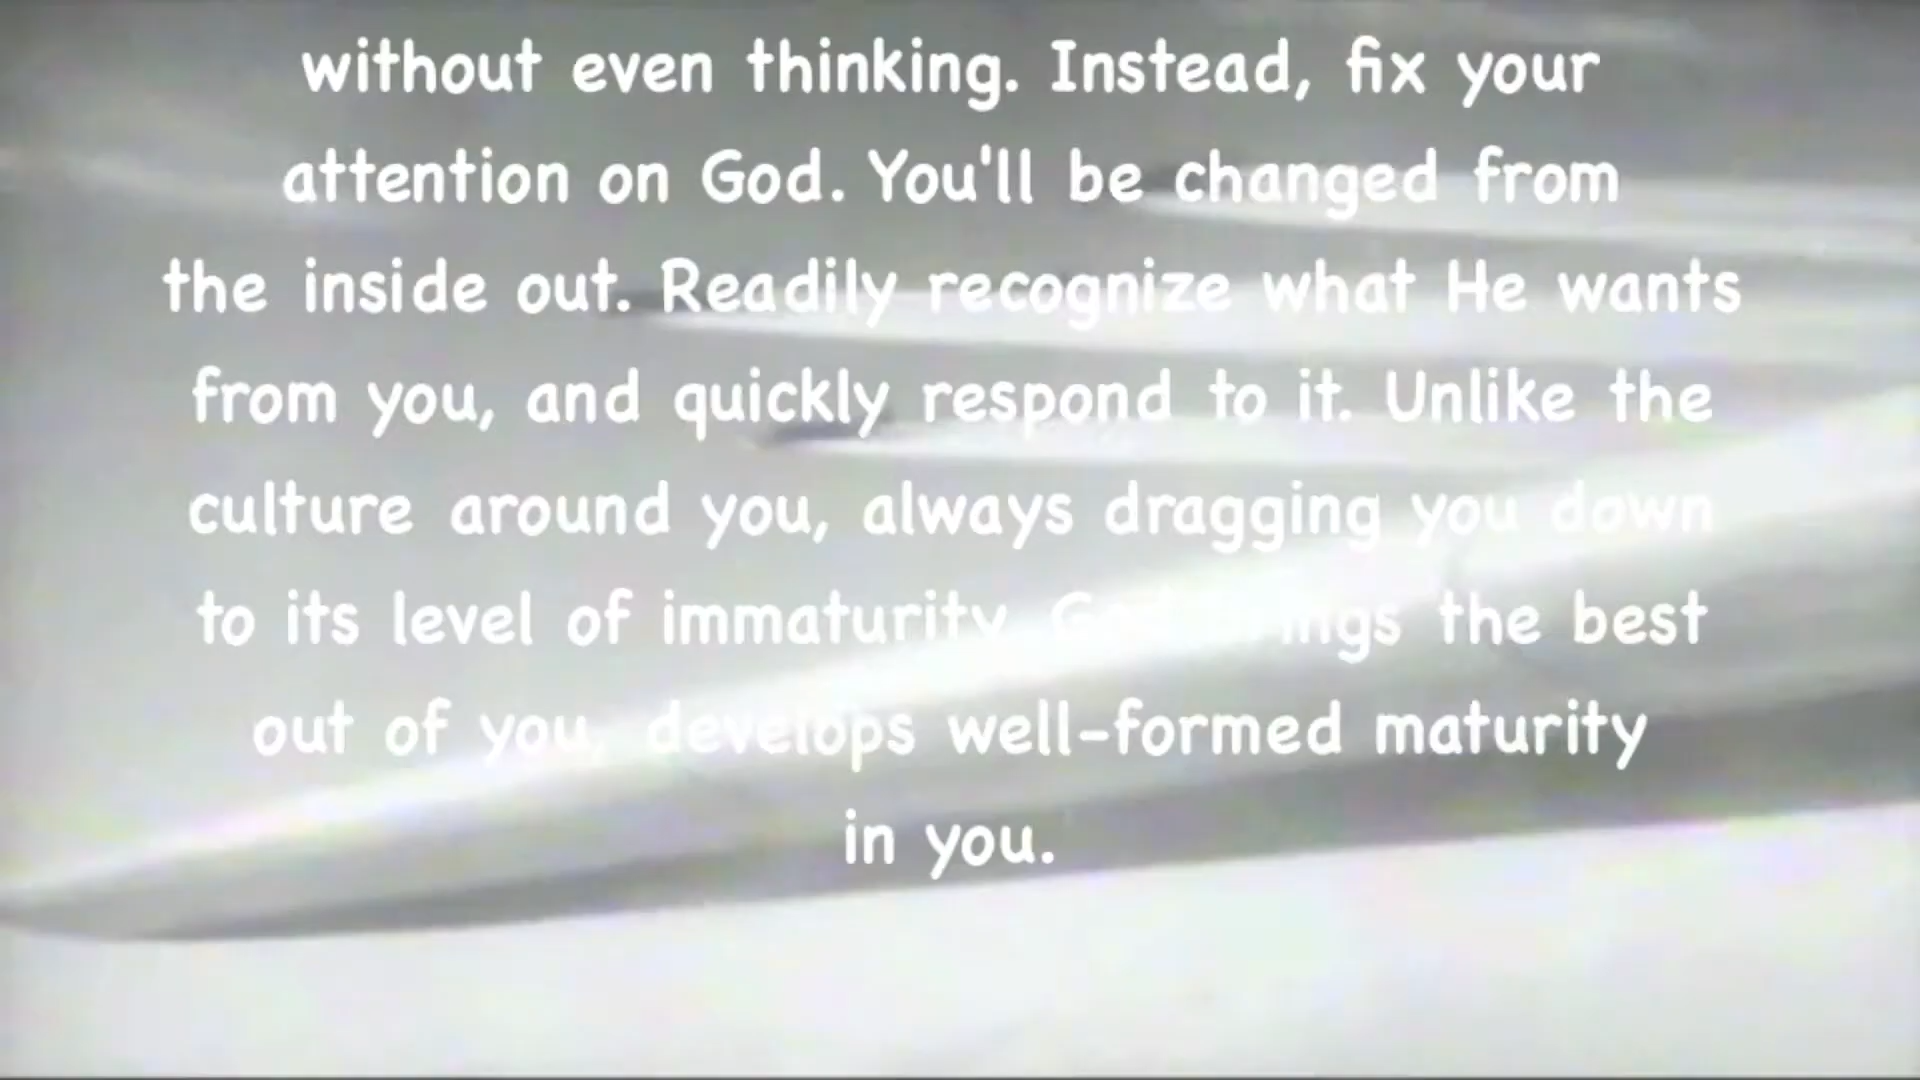 without even thinking. Instead, fix your
attention on God. You'll be changed from
the inside out. Readily recognize what He wants
from you, and quickly respond to it. Unlike the
culture around you, always dragging you down
to its level of immaturity, God brings the best
out of you, develops well-formed maturity
in you.